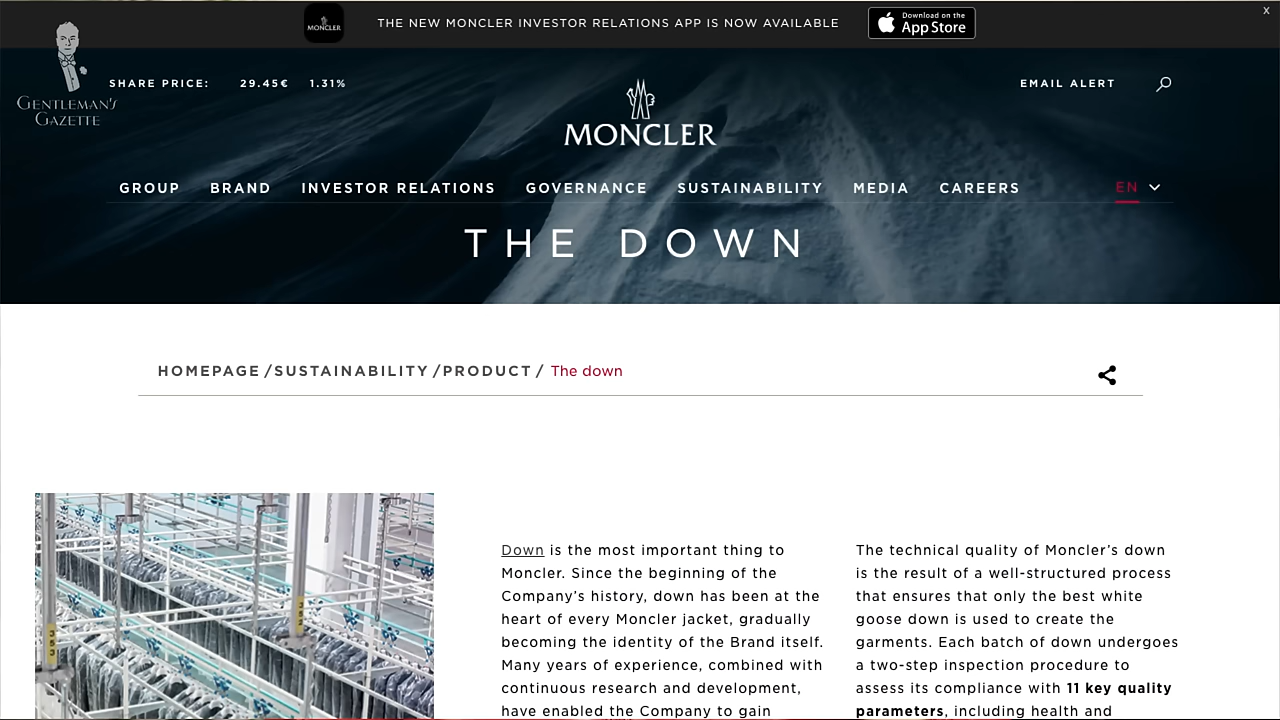 MONCLER
THE NEW MONCLER INVESTOR RELATIONS APP IS NOW AVAILABLE
Download on the
App Store
x
GENTLEMAN'S
GAZETTE
SHARE PRICE: 29.45€ 1.31%
EMAIL ALERT
MONCLER
GROUP BRAND INVESTOR RELATIONS GOVERNANCE SUSTAINABILITY MEDIA CAREERS EN
THE DOWN
HOMEPAGE /SUSTAINABILITY /PRODUCT / The down
353
353
Down is the most important thing to
Moncler. Since the beginning of the
Company’s history, down has been at the
heart of every Moncler jacket, gradually
becoming the identity of the Brand itself.
Many years of experience, combined with
continuous research and development,
have enabled the Company to gain
The technical quality of Moncler’s down
is the result of a well-structured process
that ensures that only the best white
goose down is used to create the
garments. Each batch of down undergoes
a two-step inspection procedure to
assess its compliance with 11 key quality
parameters, including health and